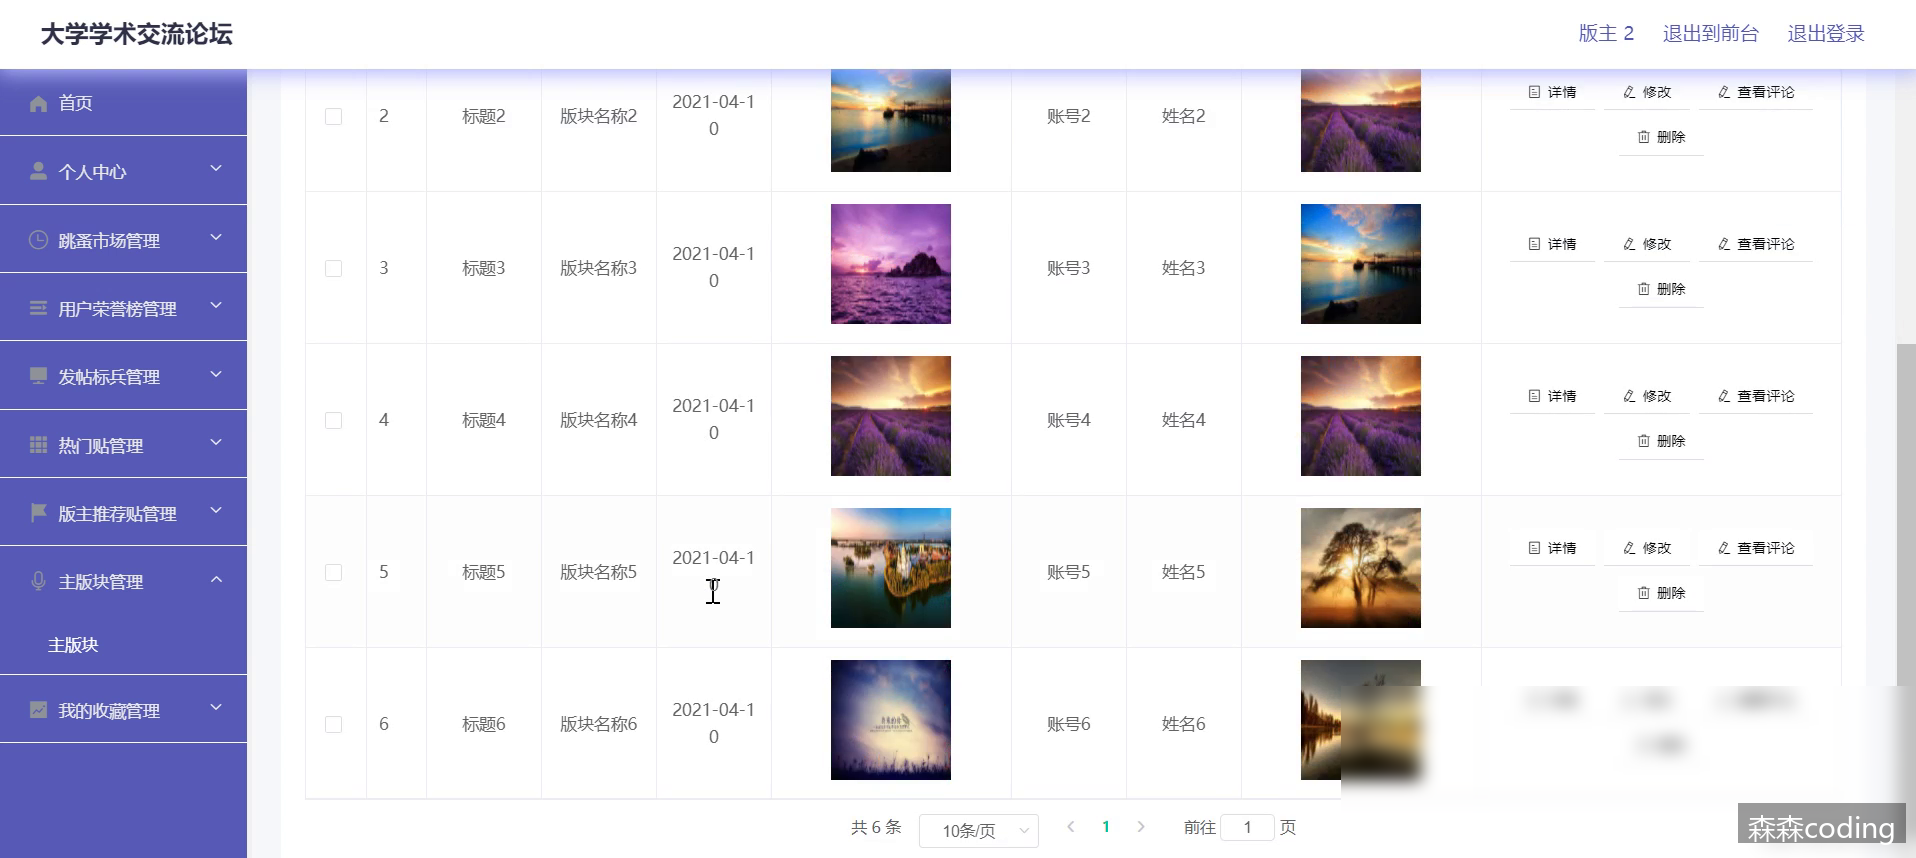 大学学术交流论坛
版主 2 退出到前台 退出登录
首页
个人中心
跳蚤市场管理
用户荣誉榜管理
发帖标兵管理
热门贴管理
版主推荐贴管理
主版块管理
主版块
我的收藏管理
2 标题2 版块名称2 2021-04-1 账号2 姓名2 详情 修改 查看评论
0 删除
3 标题3 版块名称3 2021-04-1 账号3 姓名3 详情 修改 查看评论
0 删除
4 标题4 版块名称4 2021-04-1 账号4 姓名4 详情 修改 查看评论
0 删除
5 标题5 版块名称5 2021-04-1 账号5 姓名5 详情 修改 查看评论
0 删除
6 标题6 版块名称6 2021-04-1 账号6 姓名6
0
共 6 条 10条/页 1 前往 1 页
森森coding